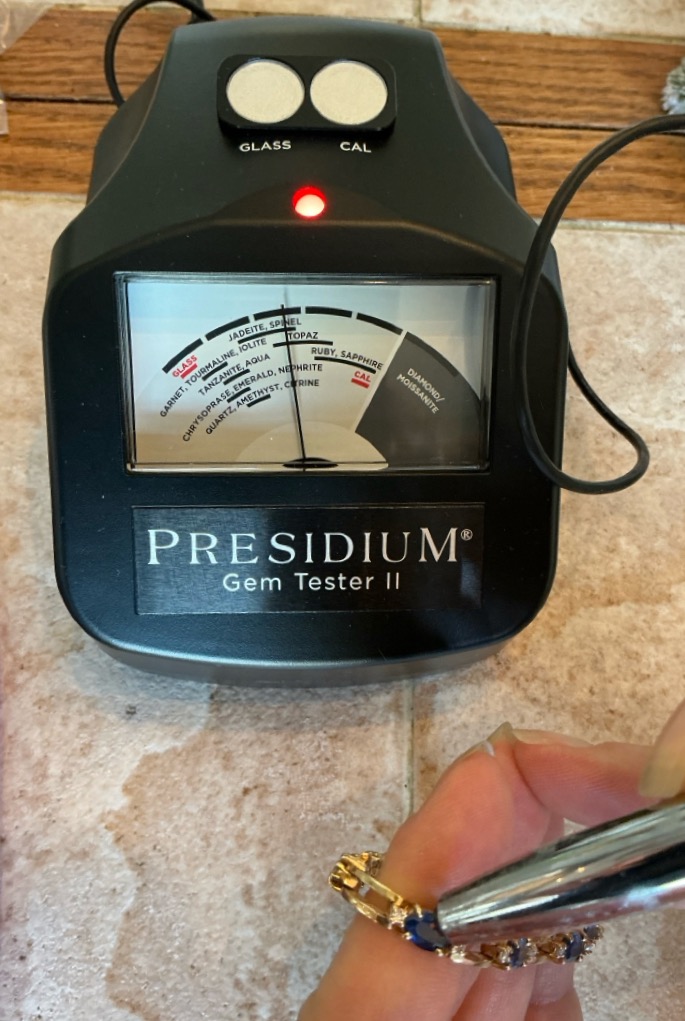 GLASS CAL
JADEITE, SPINEL
TOPAZ
GLASS
GARNET, TOURMALINE, IOLITE
RUBY, SAPPHIRE
TANZANITE, AQUA
CAL
DIAMOND/
MOISSANITE
CHRYSOPRASE, EMERALD, NEPHRITE
QUARTZ, AMETHYST, CITRINE
PRESIDIUM®
Gem Tester II